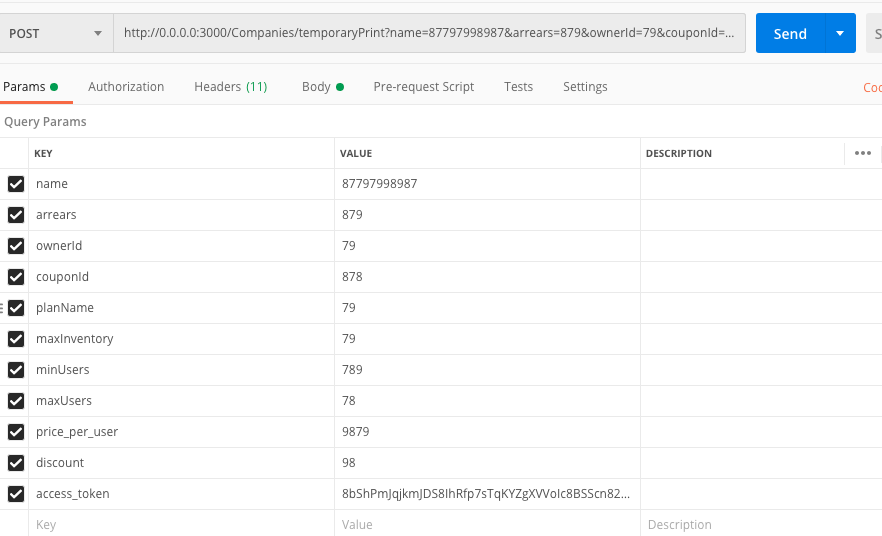 POST http://0.0.0.0:3000/Companies/temporaryPrint?name=87797998987&arrears=879&ownerId=79&couponId=... Send S
Params Authorization Headers (11) Body Pre-request Script Tests Settings Coo
Query Params
KEY VALUE DESCRIPTION
name 87797998987
arrears 879
ownerId 79
couponId 878
planName 79
maxInventory 79
minUsers 789
maxUsers 78
price_per_user 9879
discount 98
access_token 8bShPmJqjkmJDS8IhRfp7sTqKYZgXVVoIc8BSScn82...
Key Value Description